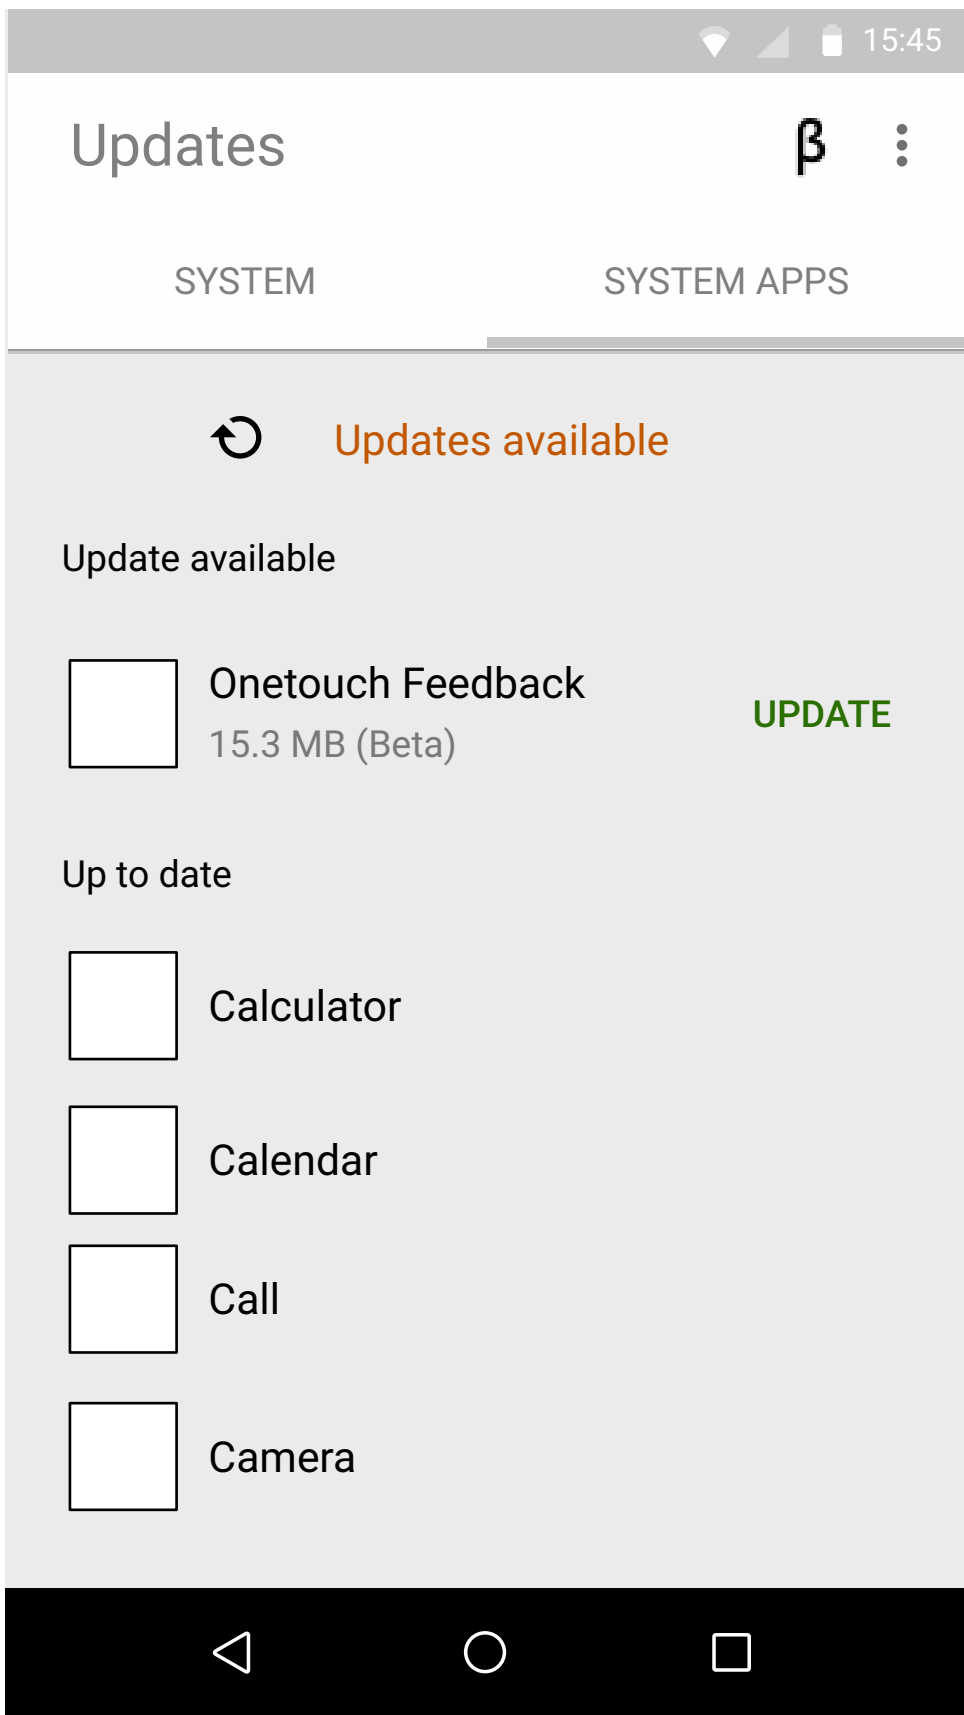 15:45
Updates β
SYSTEM SYSTEM APPS
Updates available
Update available
Onetouch Feedback
15.3 MB (Beta)
UPDATE
Up to date
Calculator
Calendar
Call
Camera